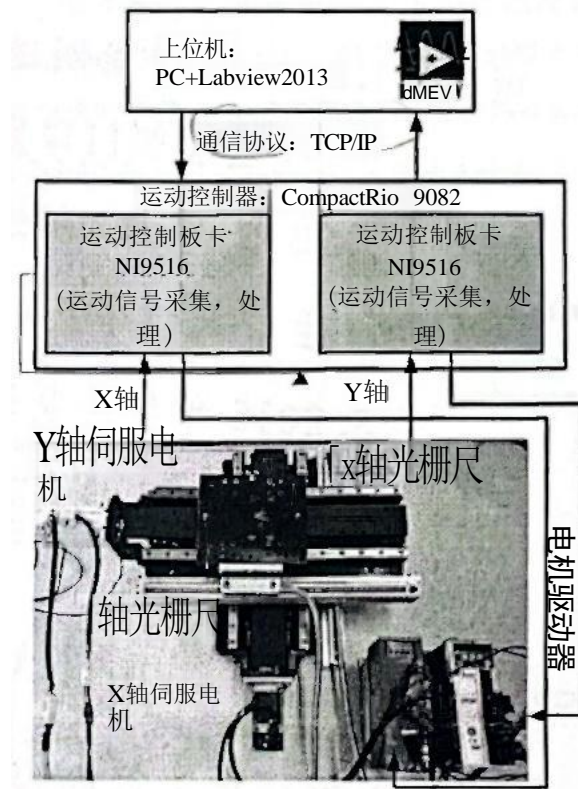 上位机：
PC+Labview2013
dMEV
通信协议：TCP/IP
运动控制器：CompactRio 9082
运动控制板卡
NI9516
(运动信号采集，处
理）
运动控制板卡
NI9516
(运动信号采集，处
理)
X轴
Y轴
Y轴伺服电
机
x轴光栅尺
轴光栅尺
X轴伺服电
机
电机驱动器